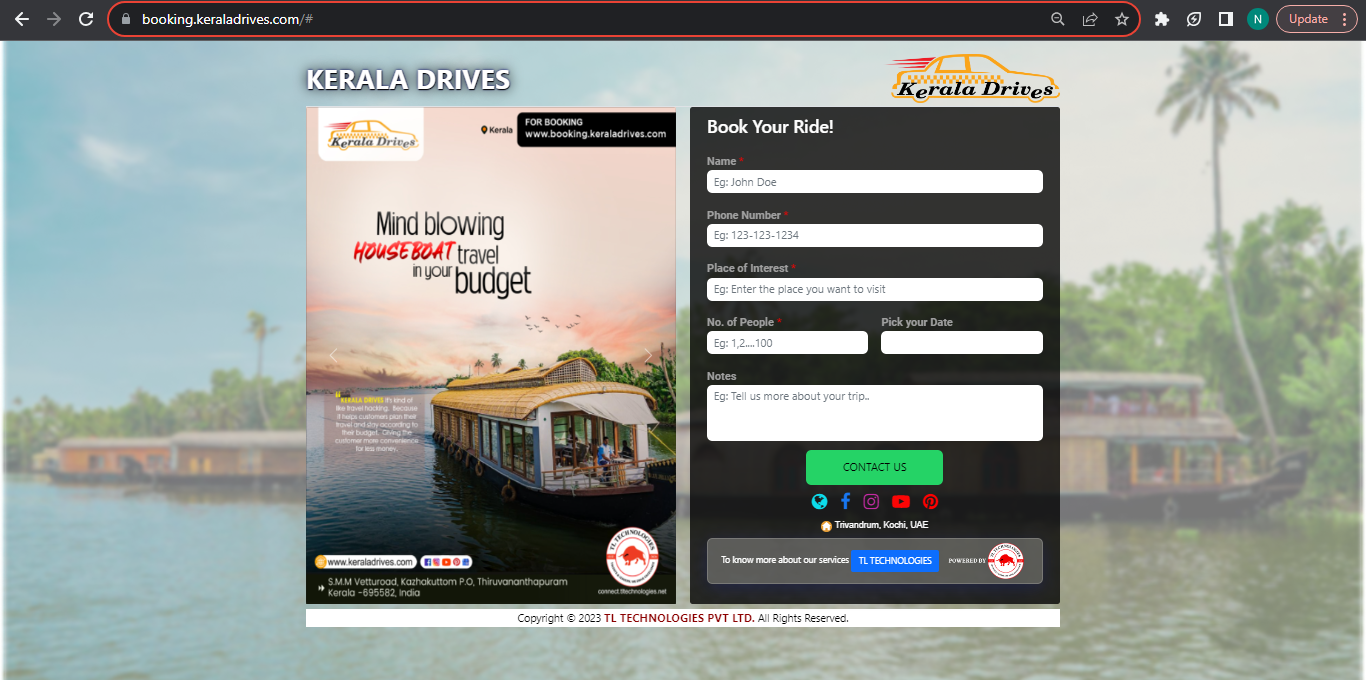 booking.keraladrives.com/#
N
Update
KERALA DRIVES
Kerala Drives
Kerala Drives
Kerala
FOR BOOKING
www.booking.keraladrives.com
Mind blowing
HOUSEBOAT travel
in your budget
KERALA DRIVES it's kind of
like travel hacking. Because
it helps customers plan their
travel and stay according to
their budget. Giving the
customer more convenience
for less money.
TL TECHNOLOGIES
www.keraladrives.com
S.M.M Vetturoad, Kazhakuttom P.O, Thiruvananthapuram
Kerala -695582, India
connect.tltechnologies.net
Book Your Ride!
Name *
Eg: John Doe
Phone Number *
Eg: 123-123-1234
Place of Interest *
Eg: Enter the place you want to visit
No. of People *
Pick your Date
Eg: 1,2....100
Notes
Eg: Tell us more about your trip..
CONTACT US
Trivandrum, Kochi, UAE
To know more about our services TL TECHNOLOGIES POWERED BY
TL TECHNOLOGIES
Copyright © 2023 TL TECHNOLOGIES PVT LTD. All Rights Reserved.